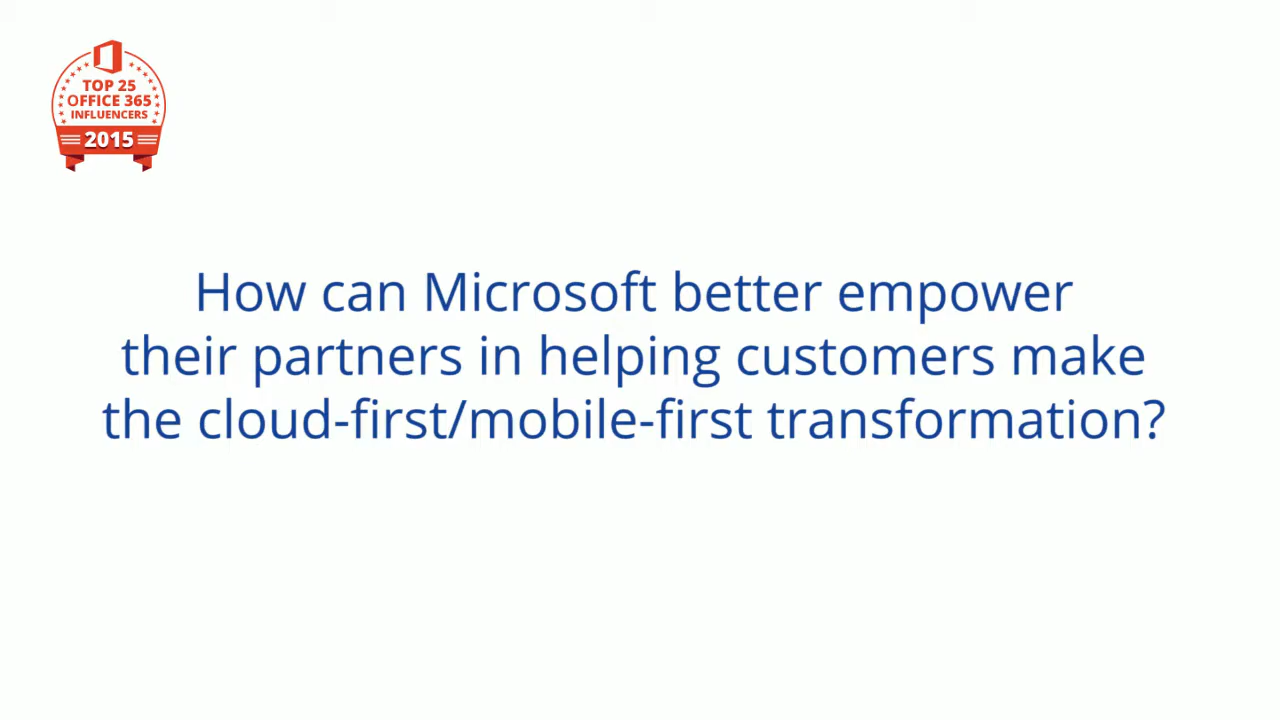 TOP 25
OFFICE 365
INFLUENCERS
2015
How can Microsoft better empower
their partners in helping customers make
the cloud-first/mobile-first transformation?